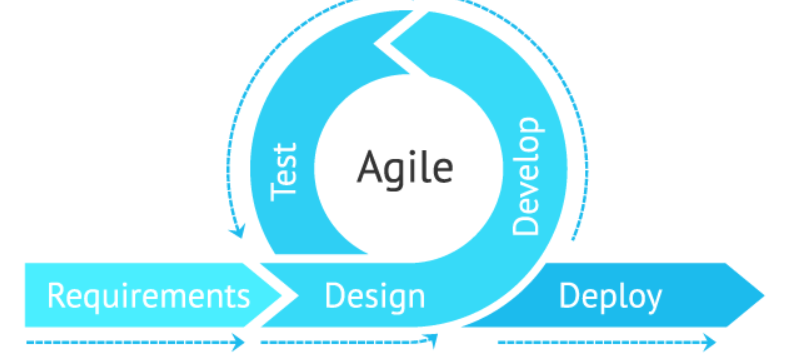 Agile
Test
Develop
Requirements
Design
Deploy